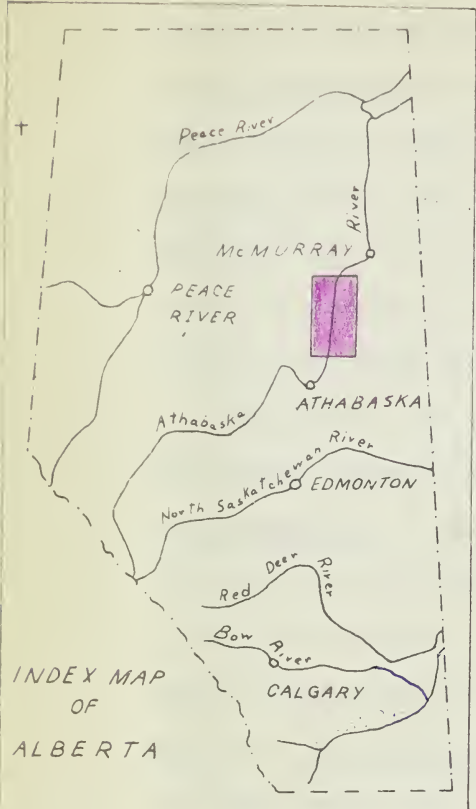 Peace River
River
McMURRAY
PEACE
RIVER
ATHABASKA
Athabaska
North Saskatchewan River
EDMONTON
Red Deer River
Bow River
CALGARY
INDEX MAP
OF
ALBERTA